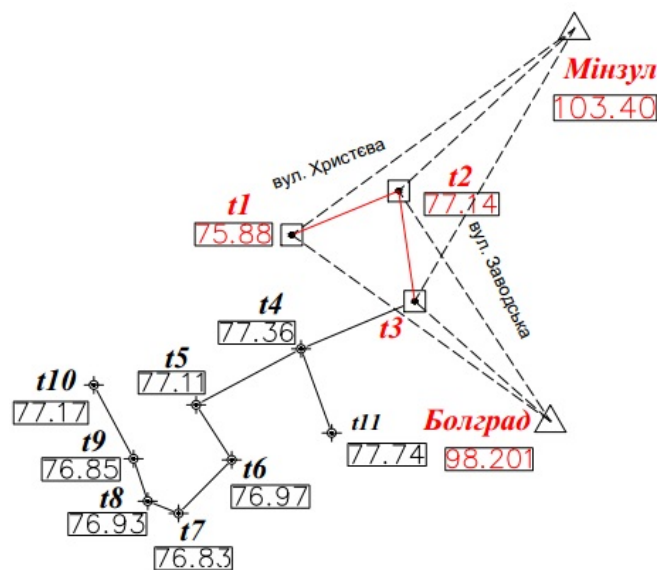 Мінзул
103.40
вул. Христєва
t2
77.14
t1
75.88
вул. Заводська
t3
t4
77.36
t5
77.11
t10
77.17
t11
77.74
Болград
98.201
t9
76.85
t6
76.97
t8
76.93
t7
76.83